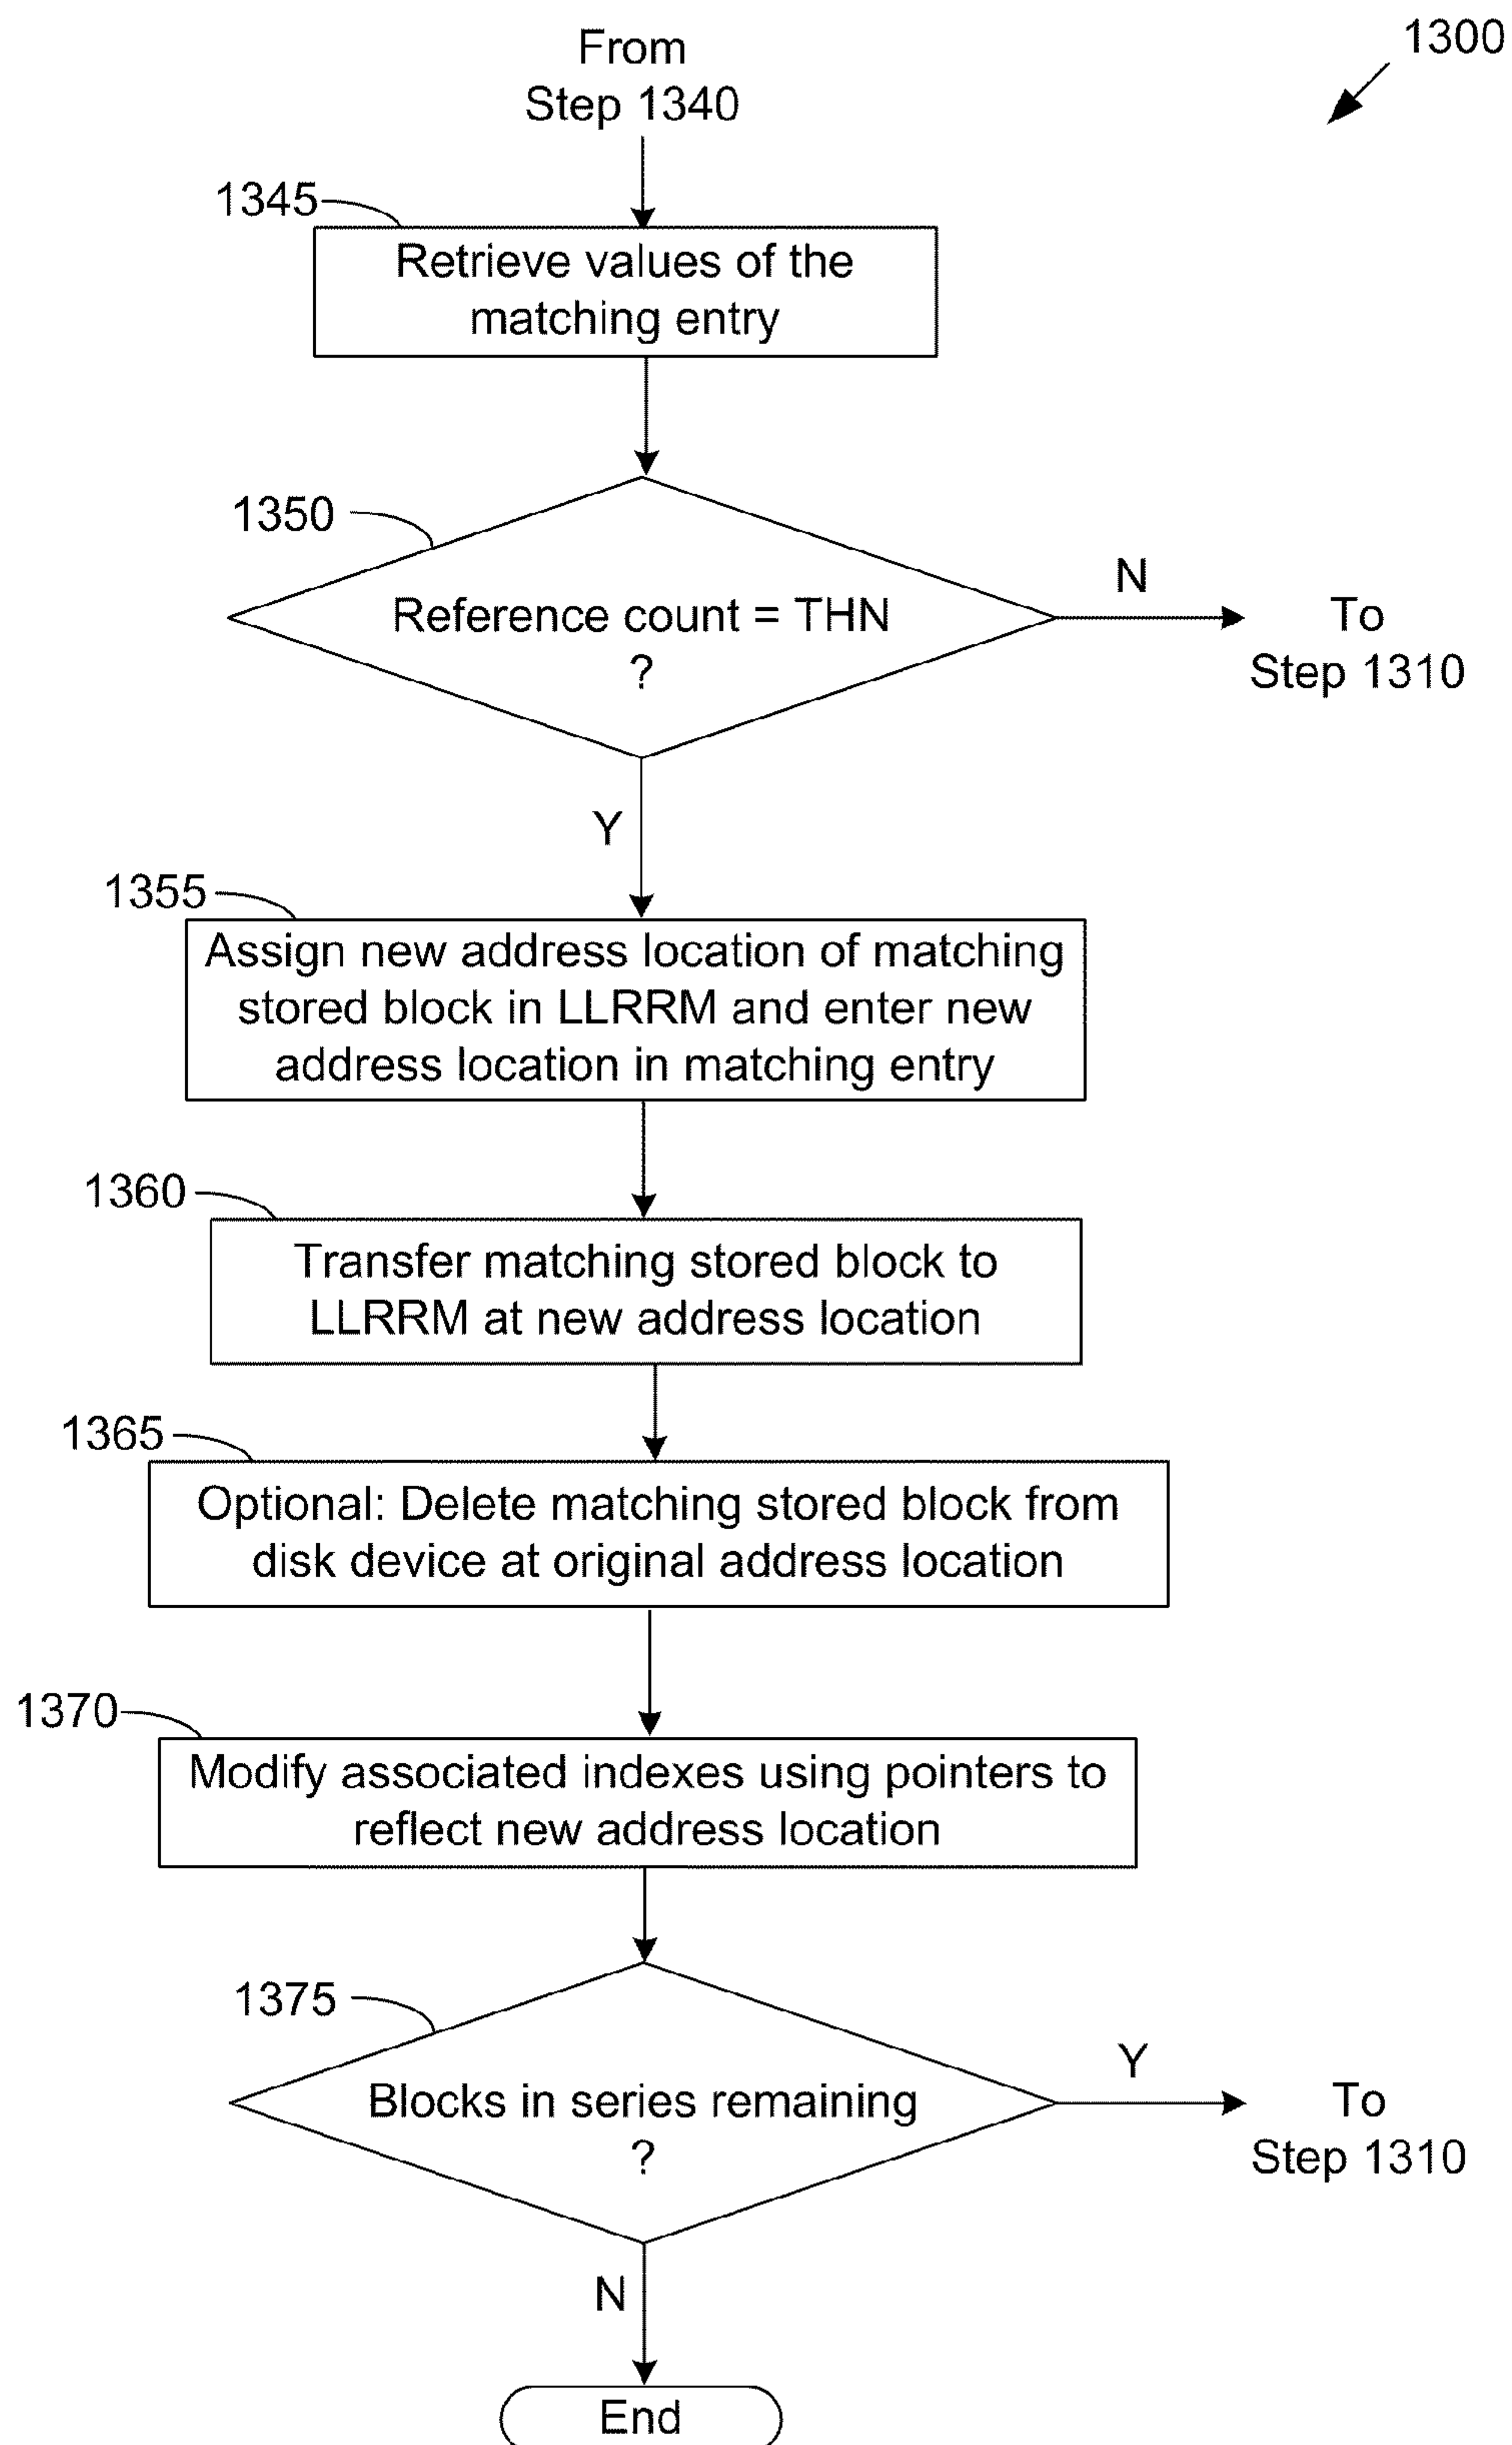 1300
From
Step 1340
1345
Retrieve values of the
matching entry
1350
Reference count = THN
?
N
To
Step 1310
Y
1355
Assign new address location of matching
stored block in LLRRM and enter new
address location in matching entry
1360
Transfer matching stored block to
LLRRM at new address location
1365
Optional: Delete matching stored block from
disk device at original address location
1370
Modify associated indexes using pointers to
reflect new address location
1375
Blocks in series remaining
?
Y
To
Step 1310
N
End